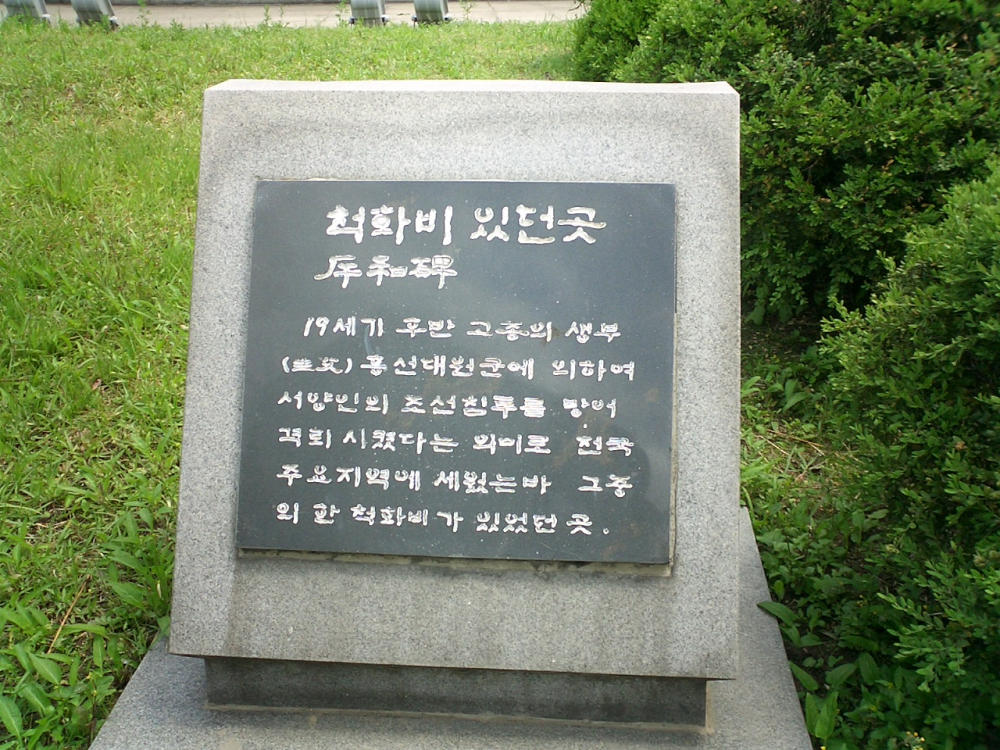 척화비 있던곳
斥和碑
19세기 후반 고종의 생부
(生父) 흥선대원군에 의하여
서양인의 조선침투를 방어
격퇴 시켰다는 의미로 전국
주요지역에 세웠는바 그중
의 한 척화비가 있었던 곳.